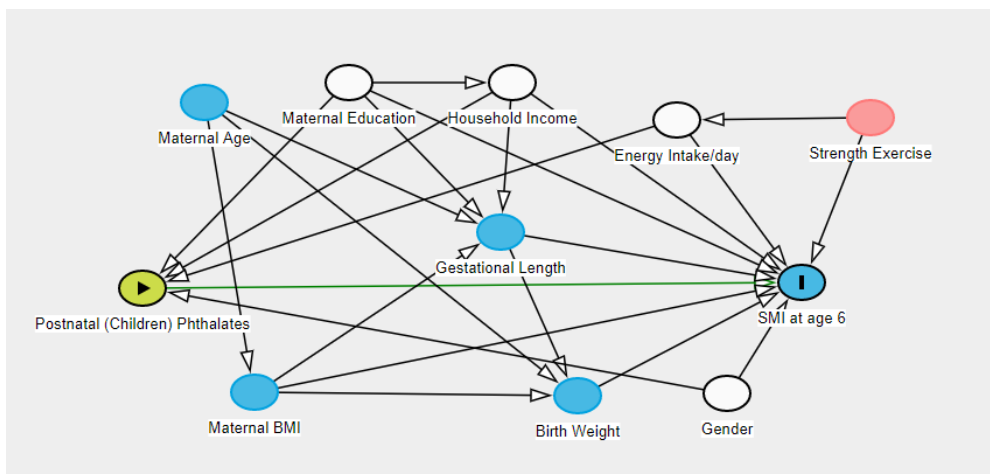 Maternal Age
Maternal Education
Household Income
Energy Intake/day
Strength Exercise
Gestational Length
Postnatal (Children) Phthalates
SMI at age 6
Maternal BMI
Birth Weight
Gender